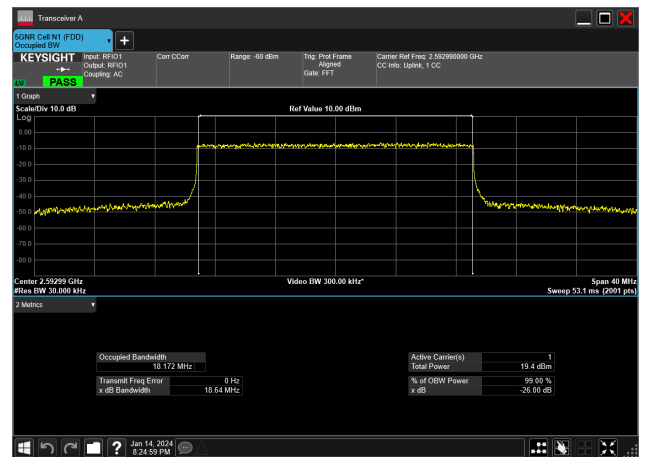 Transceiver A
5GNR Cell N1 (FDD)
Occupied BW
KEYSIGHT
PASS
Input: RFIO1
Output: RFIO1
Coupling: AC
Corr CCorr
Range: -60 dBm
Trig: Prot Frame
Aligned
Gate: FFT
Carrier Ref Freq: 2.592990000 GHz
CC Info: Uplink, 1 CC
1 Graph
Scale/Div 10.0 dB
Ref Value 10.00 dBm
Log
0.00
-10.0
-20.0
-30.0
-40.0
-50.0
-60.0
-70.0
-80.0
Center 2.59299 GHz
Video BW 300.00 kHz*
Span 40 MHz
#Res BW 30.000 kHz
Sweep 53.1 ms (2001 pts)
2 Metrics
Occupied Bandwidth
18.172 MHz
Active Carrier(s) 1
Total Power 19.4 dBm
Transmit Freq Error 0 Hz
x dB Bandwidth 18.64 MHz
% of OBW Power 99.00 %
x dB -26.00 dB
Jan 14, 2024
8:24:59 PM